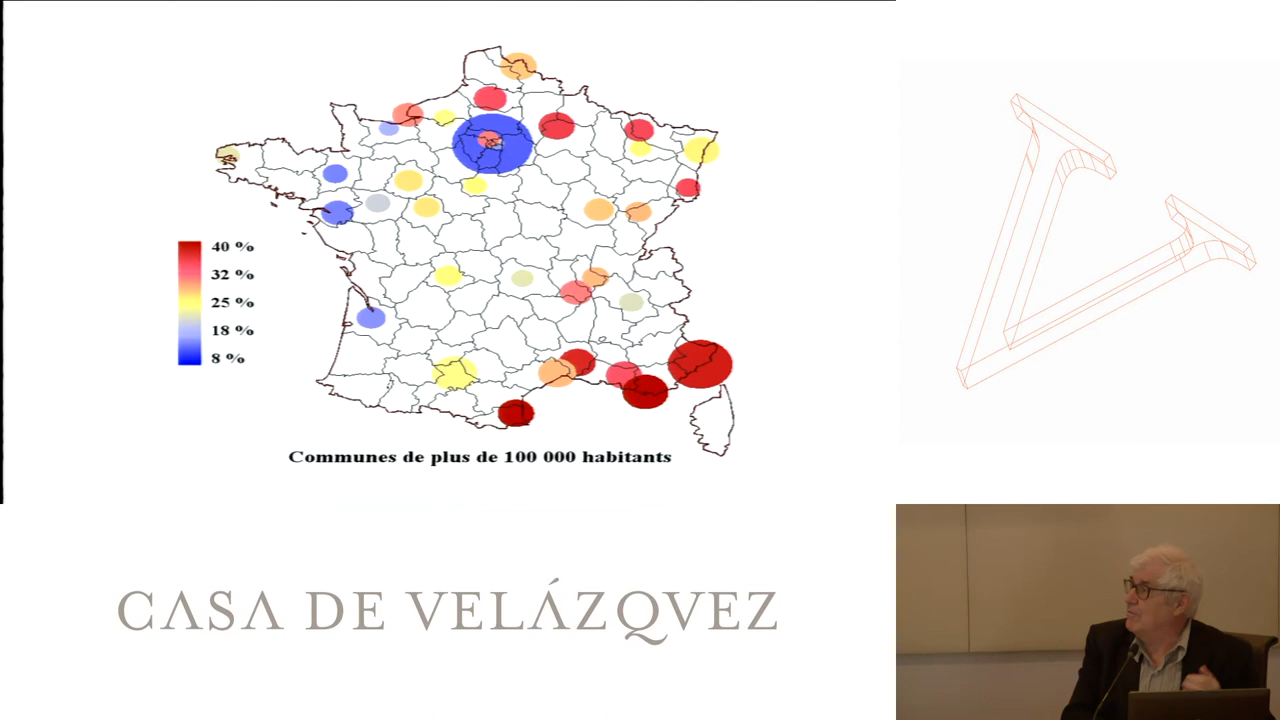 40 %
32 %
25 %
18 %
8 %
Communes de plus de 100 000 habitants
CASA DE VELÁZQVEZ